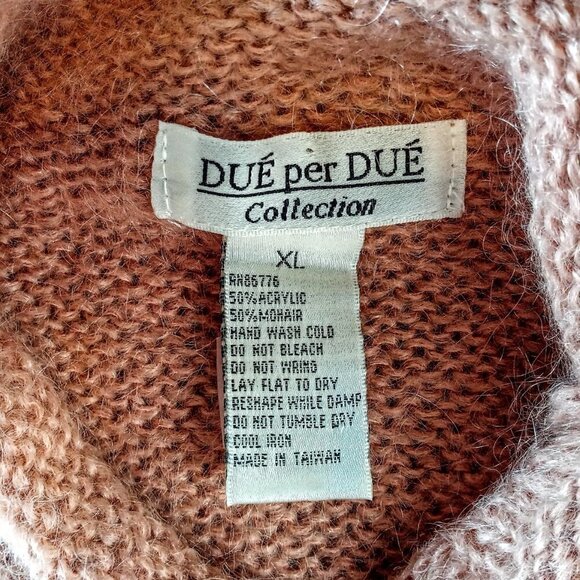 DUÉ per DUÉ
Collection
XL
RN86776
50%ACRYLIC
50%MOHAIR
HAND WASH COLD
DO NOT BLEACH
DO NOT WRING
LAY FLAT TO DRY
RESHAPE WHILE DAMP
DO NOT TUMBLE DRY
COOL IRON
MADE IN TAIWAN